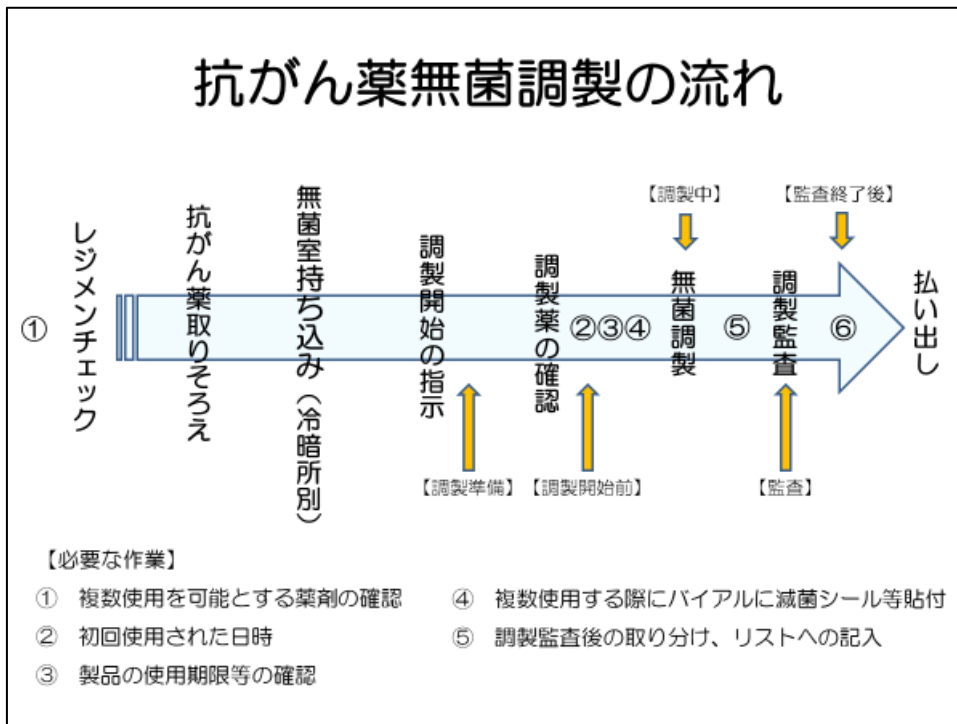 抗がん薬無菌調製の流れ
①
レジメンチェック
抗がん薬取りそろえ
無菌室持ち込み（冷暗所別）
調製開始の指示
【調製準備】
調製薬の確認
【調製開始前】
②③④
【調製中】
無菌調製
⑤
調製監査
【監査】
【監査終了後】
⑥
払い出し
【必要な作業】
① 複数使用を可能とする薬剤の確認
② 初回使用された日時
③ 製品の使用期限等の確認
④ 複数使用する際にバイアルに滅菌シール等貼付
⑤ 調製監査後の取り分け、リストへの記入